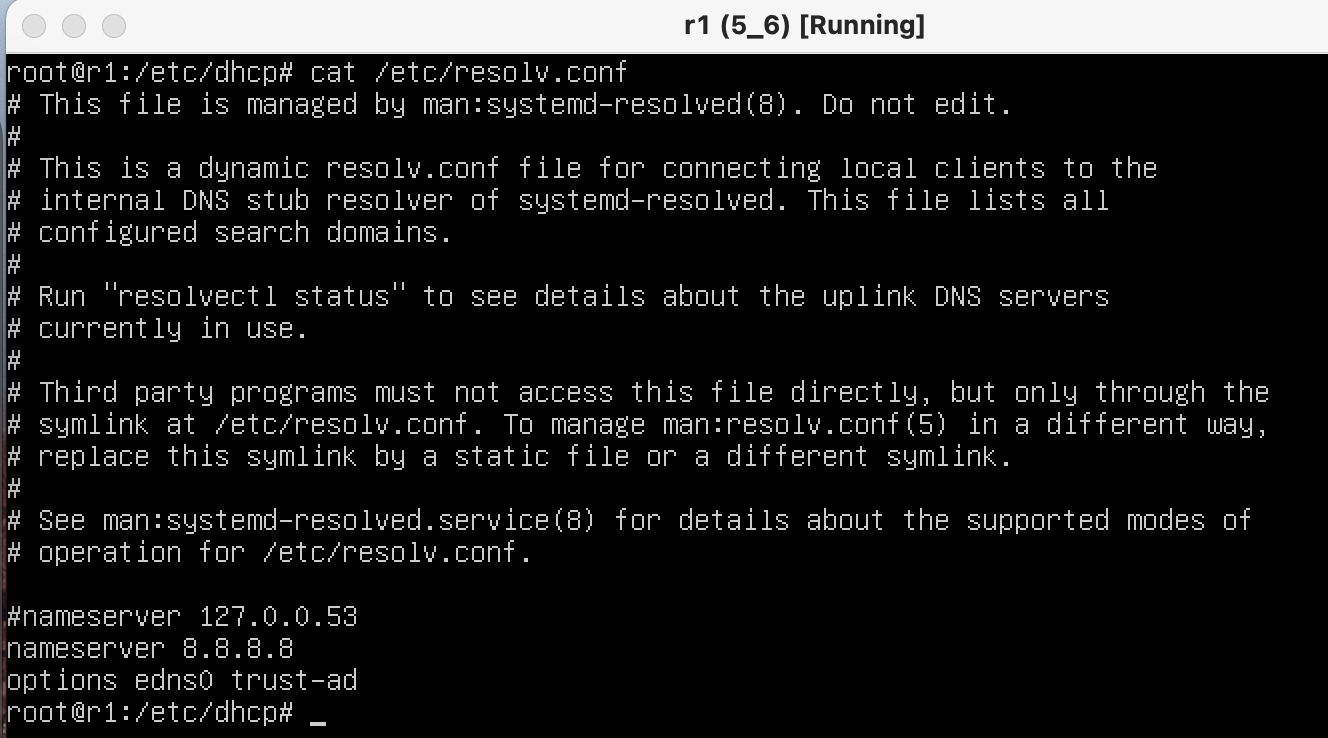 r1 (5_6) [Running]
root@r1:/etc/dhcp# cat /etc/resolv.conf
# This file is managed by man:systemd-resolved(8). Do not edit.
#
# This is a dynamic resolv.conf file for connecting local clients to the
# internal DNS stub resolver of systemd-resolved. This file lists all
# configured search domains.
#
# Run "resolvectl status" to see details about the uplink DNS servers
# currently in use.
#
# Third party programs must not access this file directly, but only through the
# symlink at /etc/resolv.conf. To manage man:resolv.conf(5) in a different way,
# replace this symlink by a static file or a different symlink.
#
# See man:systemd-resolved.service(8) for details about the supported modes of
# operation for /etc/resolv.conf.
#nameserver 127.0.0.53
nameserver 8.8.8.8
options edns0 trust-ad
root@r1:/etc/dhcp# _